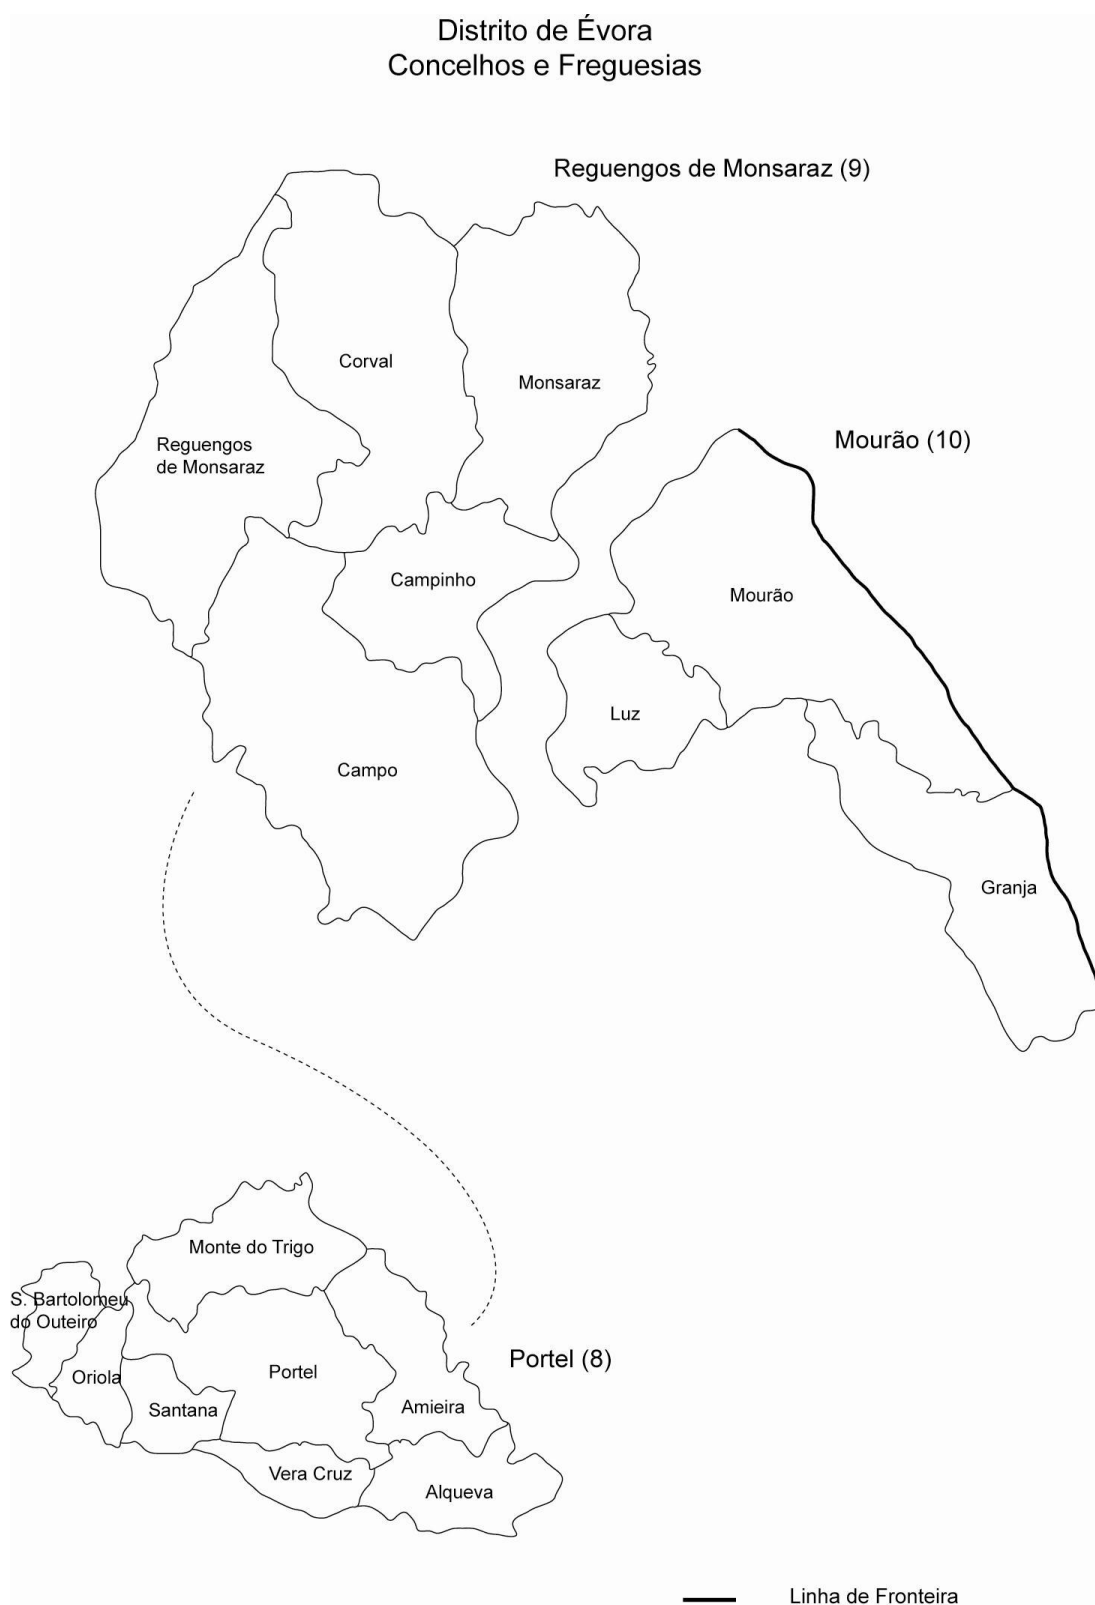 Distrito de Évora
Concelhos e Freguesias
Reguengos de Monsaraz (9)
Corval
Monsaraz
Reguengos
de Monsaraz
Mourão (10)
Campinho
Mourão
Luz
Campo
Granja
Monte do Trigo
S. Bartolomeu
do Outeiro
Portel (8)
Oriola
Portel
Santana
Amieira
Vera Cruz
Alqueva
Linha de Fronteira